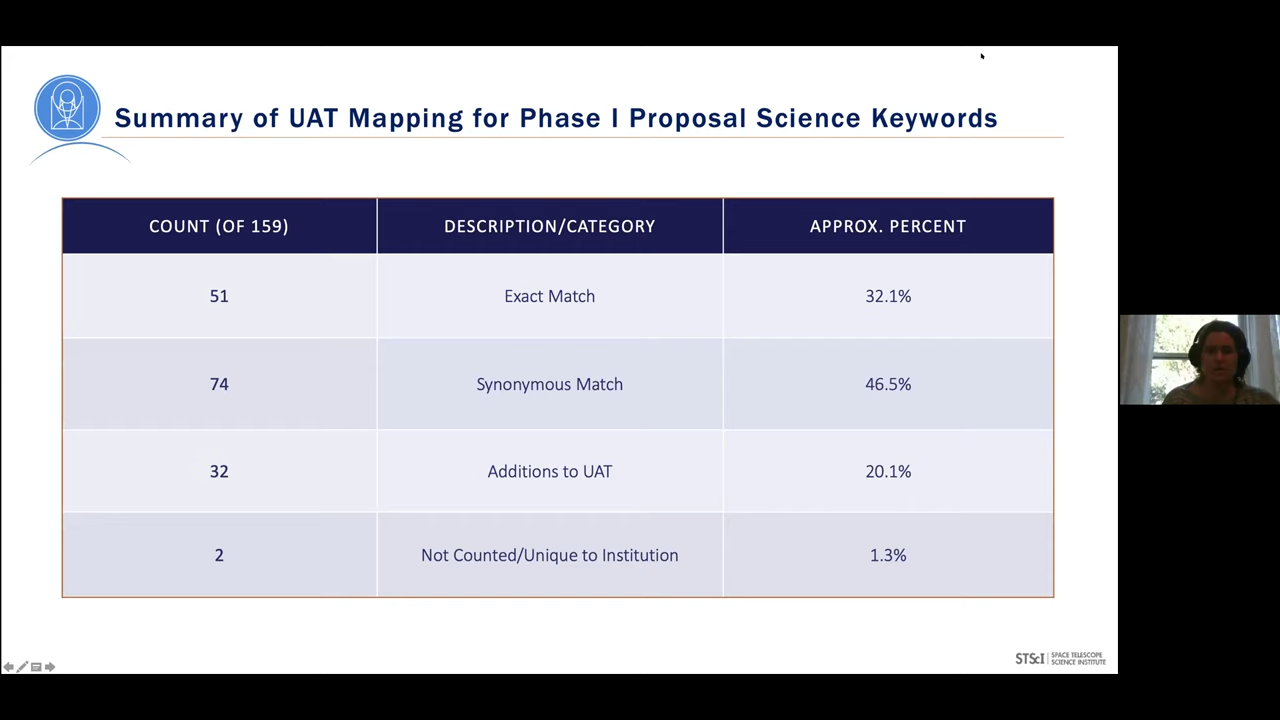 Summary of UAT Mapping for Phase I Proposal Science Keywords
COUNT (OF 159) DESCRIPTION/CATEGORY APPROX. PERCENT
51 Exact Match 32.1%
74 Synonymous Match 46.5%
32 Additions to UAT 20.1%
2 Not Counted/Unique to Institution 1.3%
STScI SPACE TELESCOPE
SCIENCE INSTITUTE